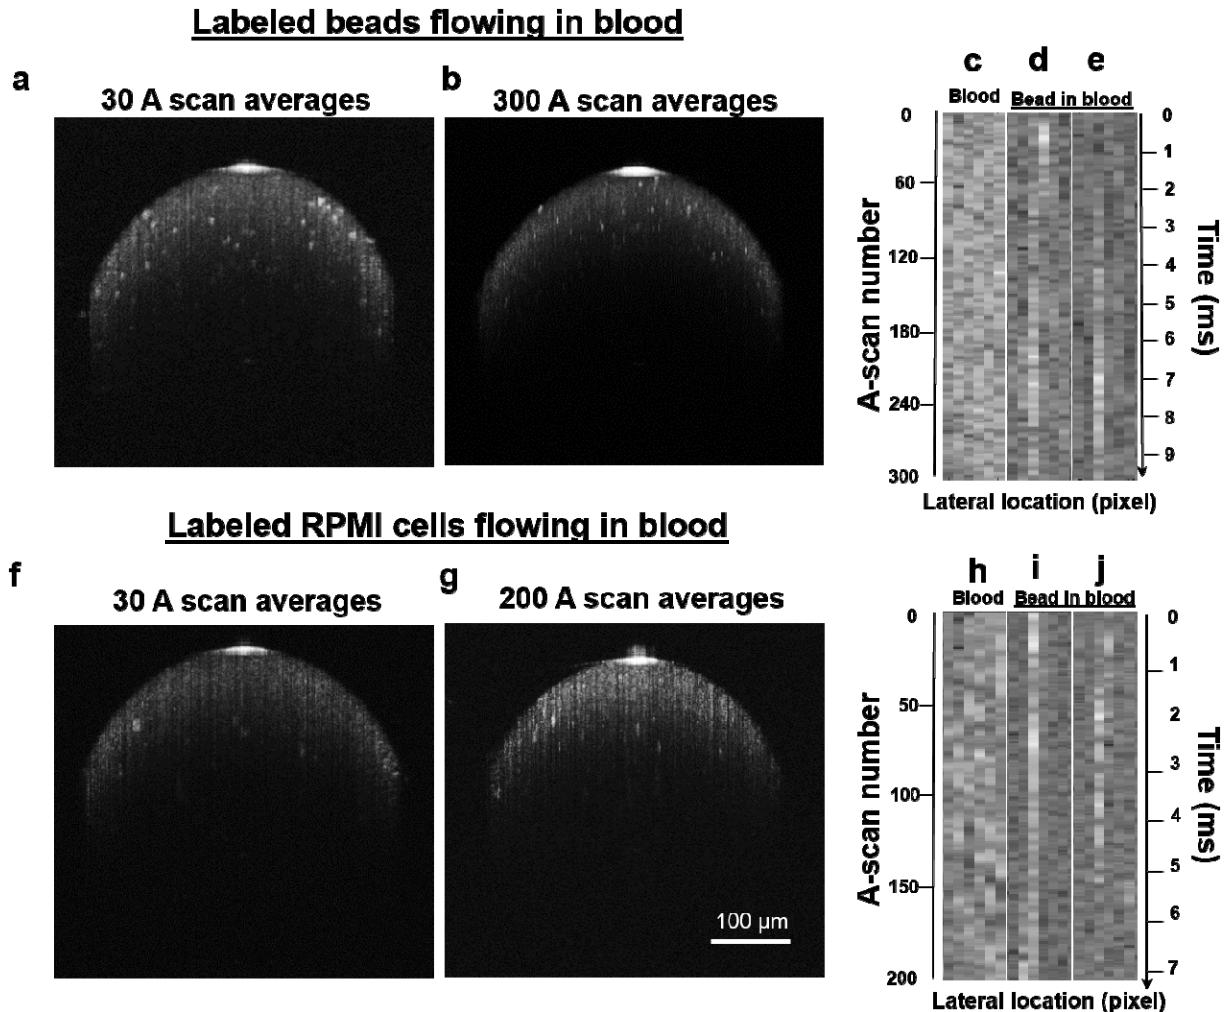 Labeled beads flowing in blood
a
30 A scan averages
b
300 A scan averages
c d e
Blood Bead in blood
A-scan number
0
60
120
180
240
300
0
1
2
3
4
5
6
7
8
9
Time (ms)
Lateral location (pixel)
Labeled RPMI cells flowing in blood
f
30 A scan averages
g
200 A scan averages
100 µm
h i j
Blood Bead in blood
A-scan number
0
50
100
150
200
0
1
2
3
4
5
6
7
Time (ms)
Lateral location (pixel)